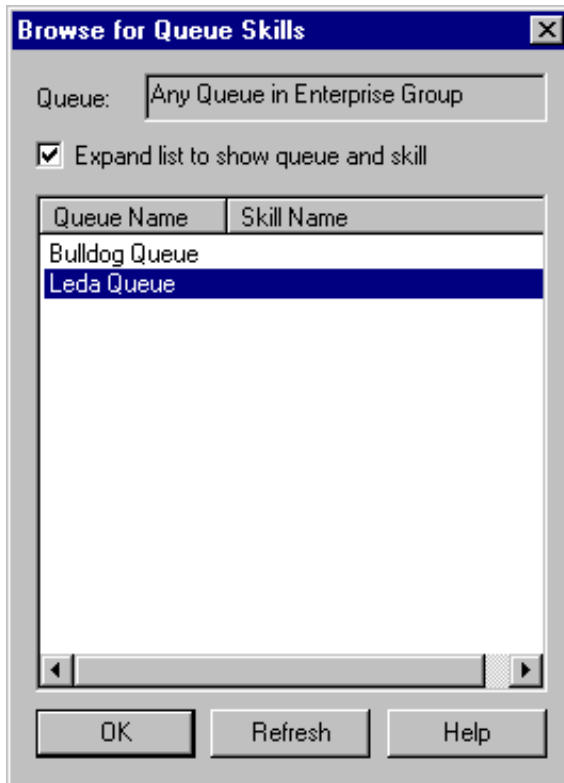 Browse for Queue Skills
Queue: Any Queue in Enterprise Group
Expand list to show queue and skill
Queue Name Skill Name
Bulldog Queue
Leda Queue
OK Refresh Help